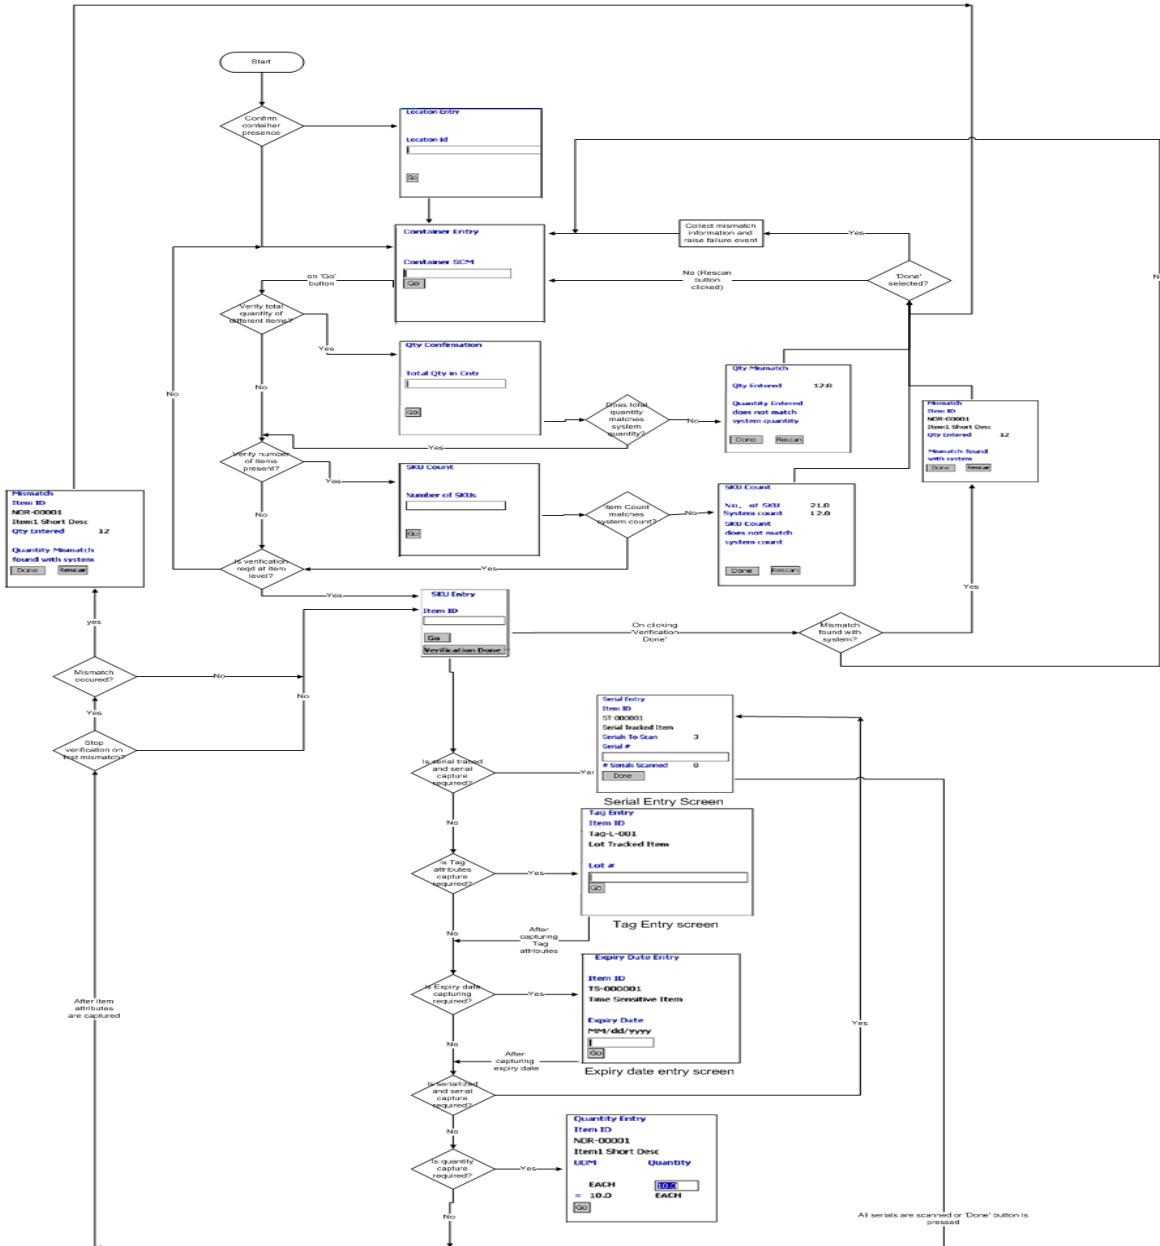 Start
Confirm
container
presence
Location Entry
Location Id
Go
Container Entry
Container SCM
Go
Collect mismatch
information and
raise failure event
Yes
'Done'
selected?
No (Rescan
button
clicked)
N
on 'Go'
button
Verify total
quantity of
different items?
Yes
No
No
Qty Confirmation
Total Qty in Cntr
Go
Does total
quantity
matches
system
quantity?
No
Yes
Qty Mismatch
Qty Entered 12.0
Quantity Entered
does not match
system quantity
Done Rescan
Mismatch
Item ID
NOR-00001
Item1 Short Desc
Qty Entered 12
Mismatch found
with system
Done Rescan
Verify number
of items
present?
Yes
No
SKU Count
Number of SKUs
Go
Item Count
matches
system count?
No
Yes
SKU Count
No. of SKU 21.0
System count 12.0
SKU Count
does not match
system count
Done Rescan
Mismatch
Item ID
NOR-00001
Item1 Short Desc
Qty Entered 12
Quantity Mismatch
found with system
Done Rescan
Is verification
reqd at item
level?
Yes
SKU Entry
Item ID
Go
Verification Done
On clicking
'Verification
Done'
Mismatch
found with
system?
Yes
yes
Mismatch
occured?
No
No
Yes
Stop
verification on
first mismatch?
Is serial traced
and serial
capture
required?
Yes
No
Serial Entry
Item ID
ST-000001
Serial Tracked Item
Serials To Scan 3
Serial #
# Serials Scanned 0
Done
Serial Entry Screen
Is Tag
attributes
capture
required?
Yes
No
Tag Entry
Item ID
Tag-L-001
Lot Tracked Item
Lot #
Go
Tag Entry screen
After
capturing
Tag
attributes
Is Expiry date
capturing
required?
Yes
No
Expiry Date Entry
Item ID
TS-000001
Time Sensitive Item
Expiry Date
MM/dd/yyyy
Go
Expiry date entry screen
After
capturing
expiry date
After item
attributes
are captured
Yes
Is serialized
and serial
capture
required?
No
Is quantity
capture
required?
Yes
No
Quantity Entry
Item ID
NOR-00001
Item1 Short Desc
UOM Quantity
EACH 10.0
= 10.0 EACH
Go
All serials are scanned or 'Done' button is
pressed